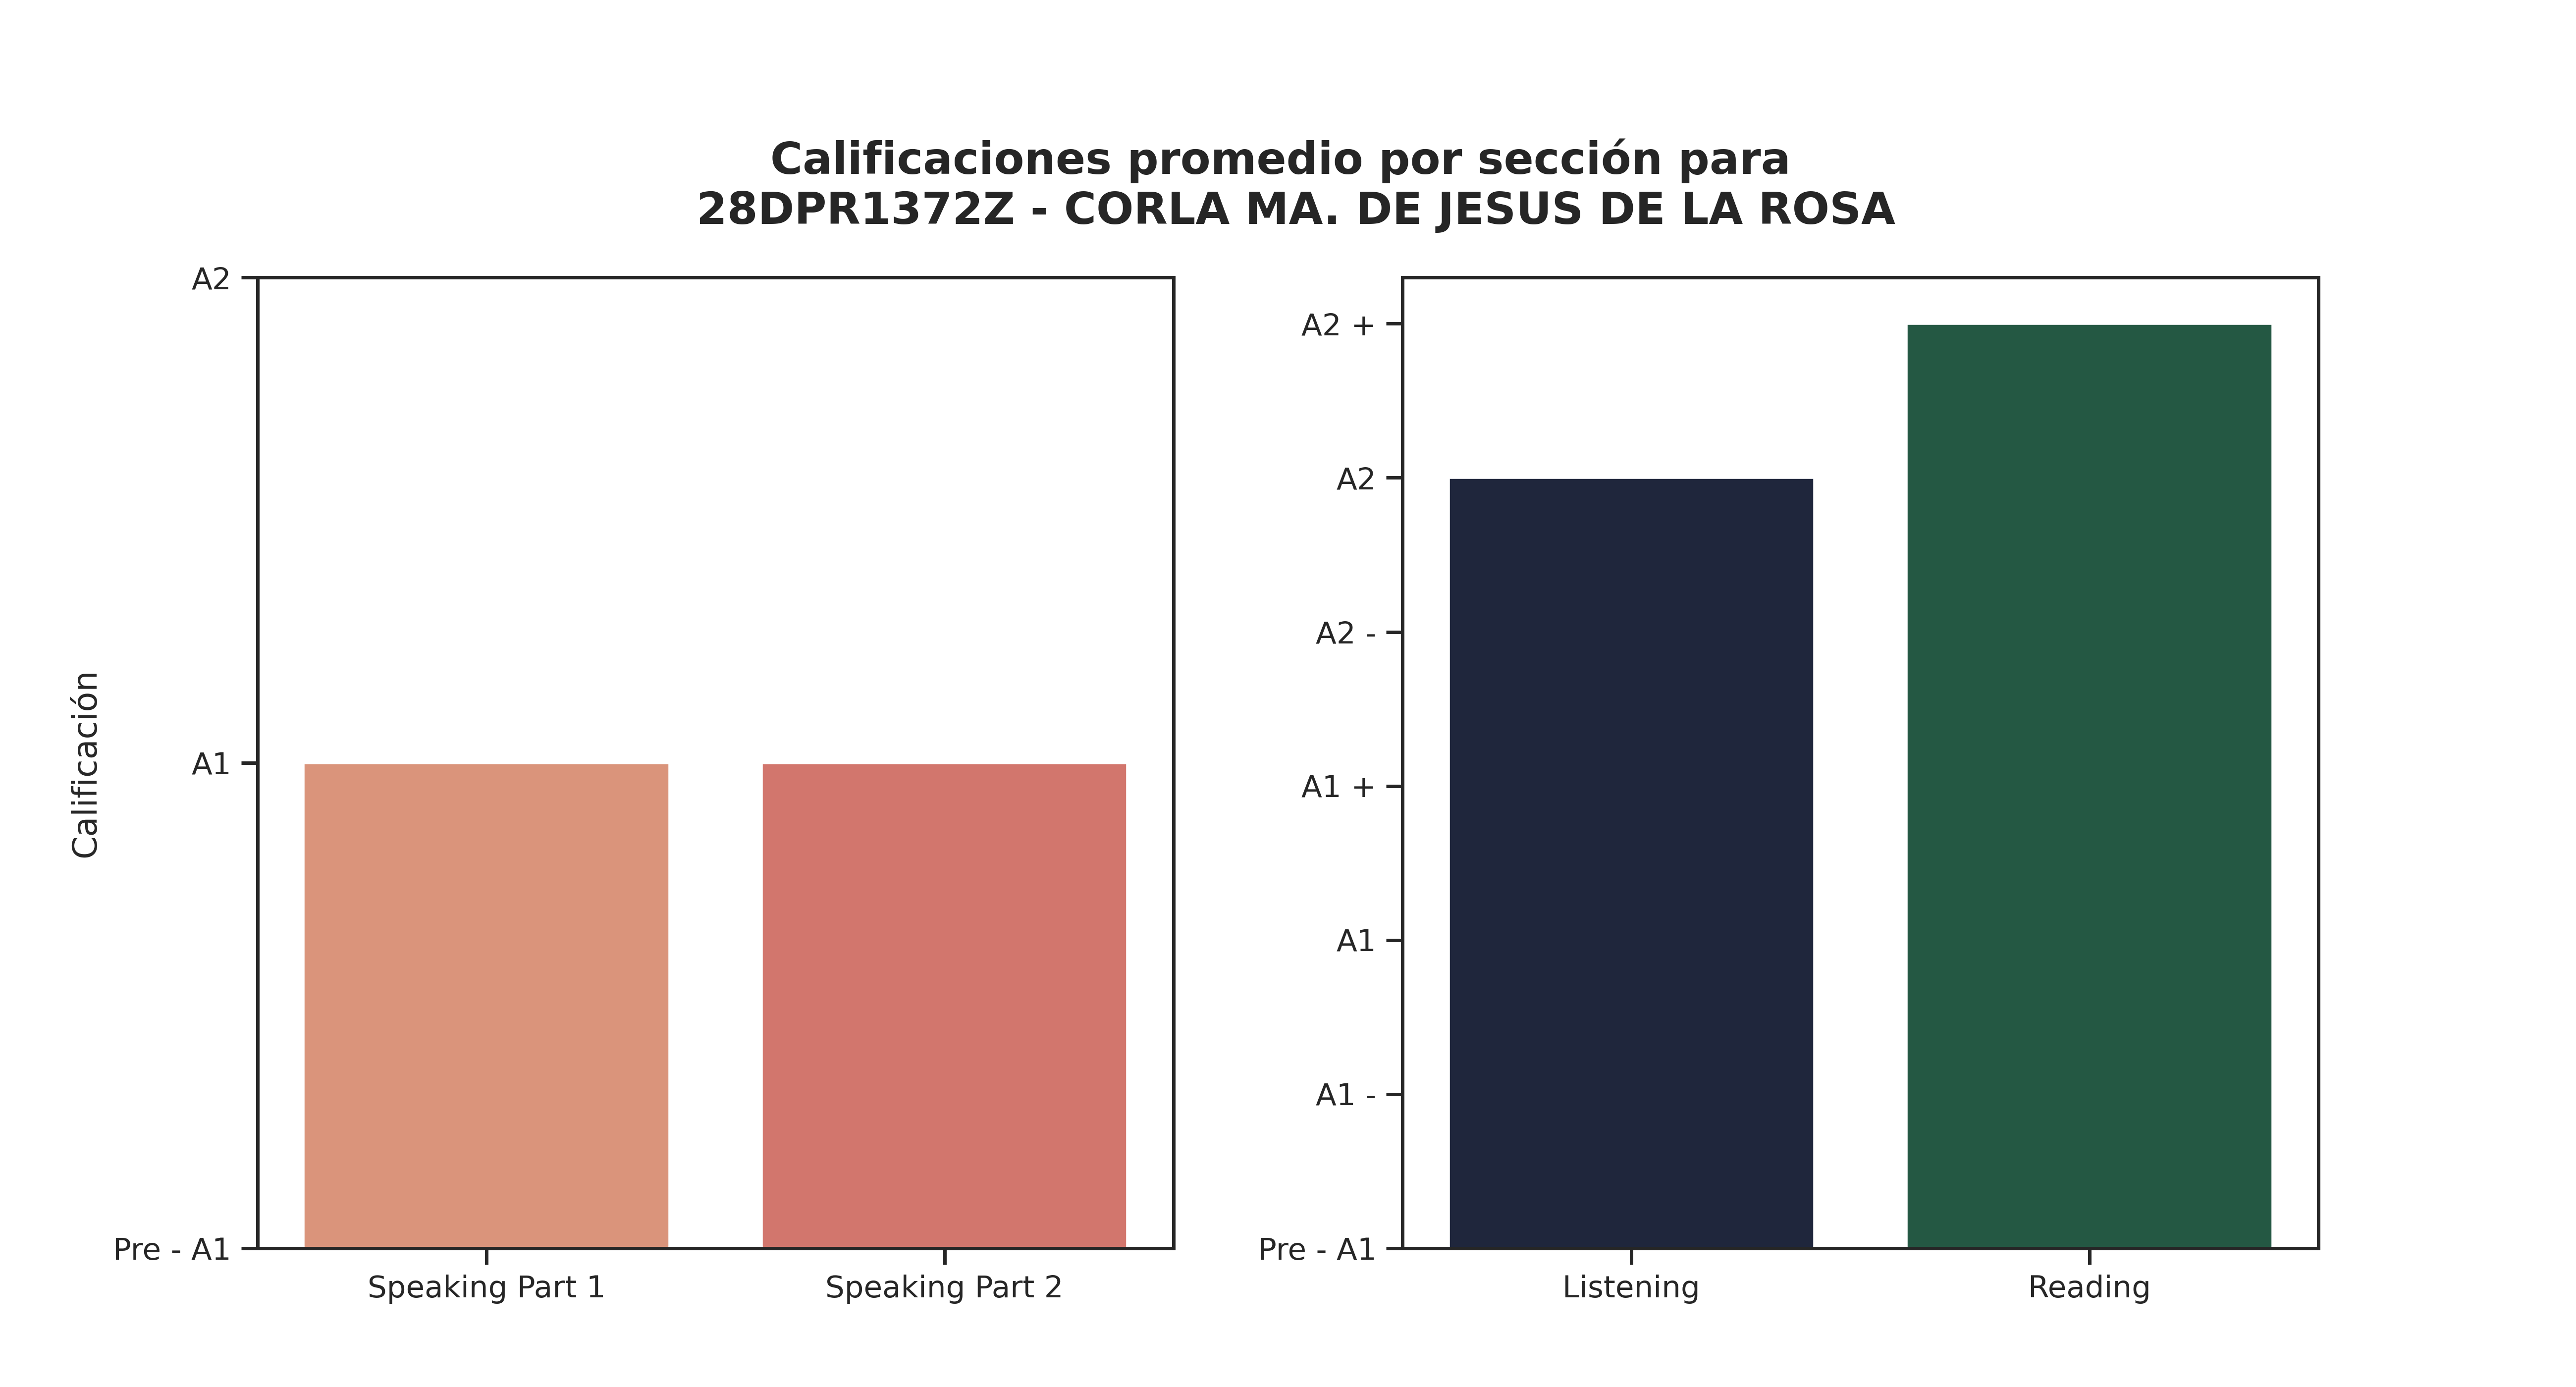 Calificaciones promedio por sección para
28DPR1372Z - CORLA MA. DE JESUS DE LA ROSA
Calificación
A2
A1
Pre - A1
Speaking Part 1
Speaking Part 2
A2 +
A2
A2 -
A1 +
A1
A1 -
Pre - A1
Listening
Reading